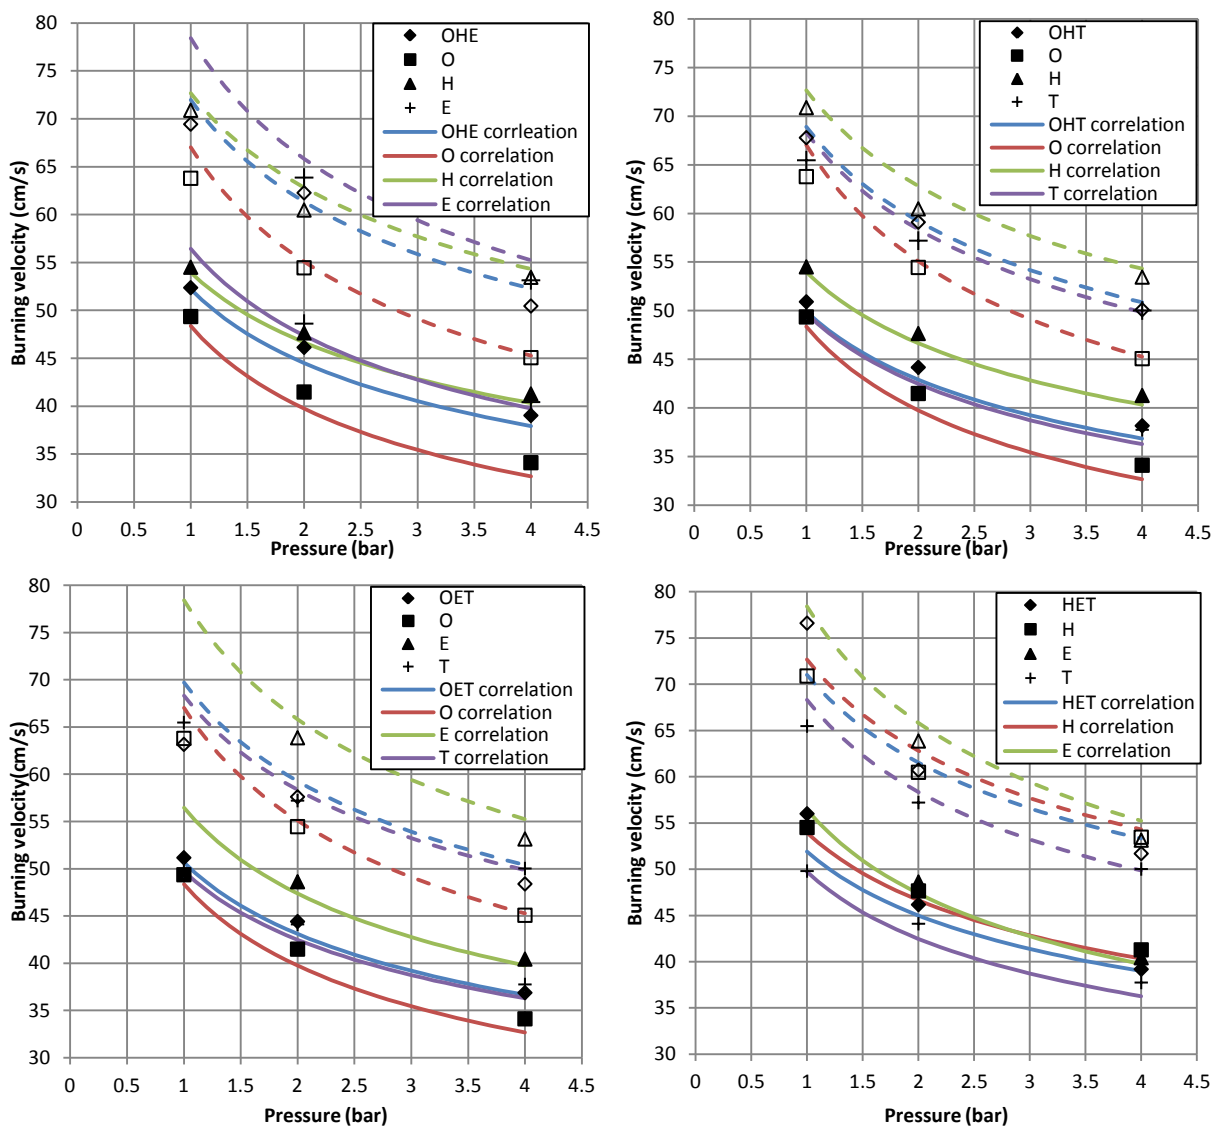 80
75
70
65
60
55
50
45
40
35
30
Burning velocity (cm/s)
0 0.5 1 1.5 2 2.5 3 3.5 4 4.5
Pressure (bar)
OHE
O
H
E
OHE corrleation
O correlation
H correlation
E correlation
80
75
70
65
60
55
50
45
40
35
30
Burning velocity (cm/s)
0 0.5 1 1.5 2 2.5 3 3.5 4 4.5
Pressure (bar)
OHT
O
H
T
OHT correlation
O correlation
H correlation
T correlation
80
75
70
65
60
55
50
45
40
35
30
Burning velocity(cm/s)
0 0.5 1 1.5 2 2.5 3 3.5 4 4.5
Pressure (bar)
OET
O
E
T
OET correlation
O correlation
E correlation
T correlation
80
75
70
65
60
55
50
45
40
35
30
Burning velocity (cm/s)
0 0.5 1 1.5 2 2.5 3 3.5 4 4.5
Pressure (bar)
HET
H
E
T
HET correlation
H correlation
E correlation